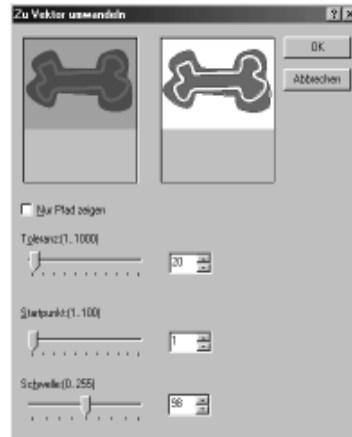 Zu Vektor umwandeln
OK
Abbrechen
Nur Pfad zeigen
Toleranz:(1..1000)
20
Startpunkt:(1..100)
1
Schwelle:(0..255)
98